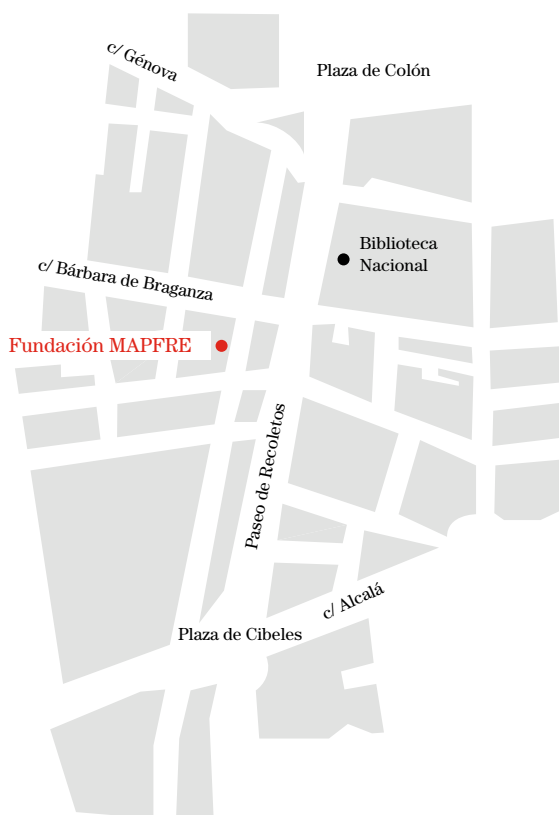 c/ Génova
Plaza de Colón
Biblioteca
Nacional
c/ Bárbara de Braganza
Fundación MAPFRE
Paseo de Recoletos
c/ Alcalá
Plaza de Cibeles